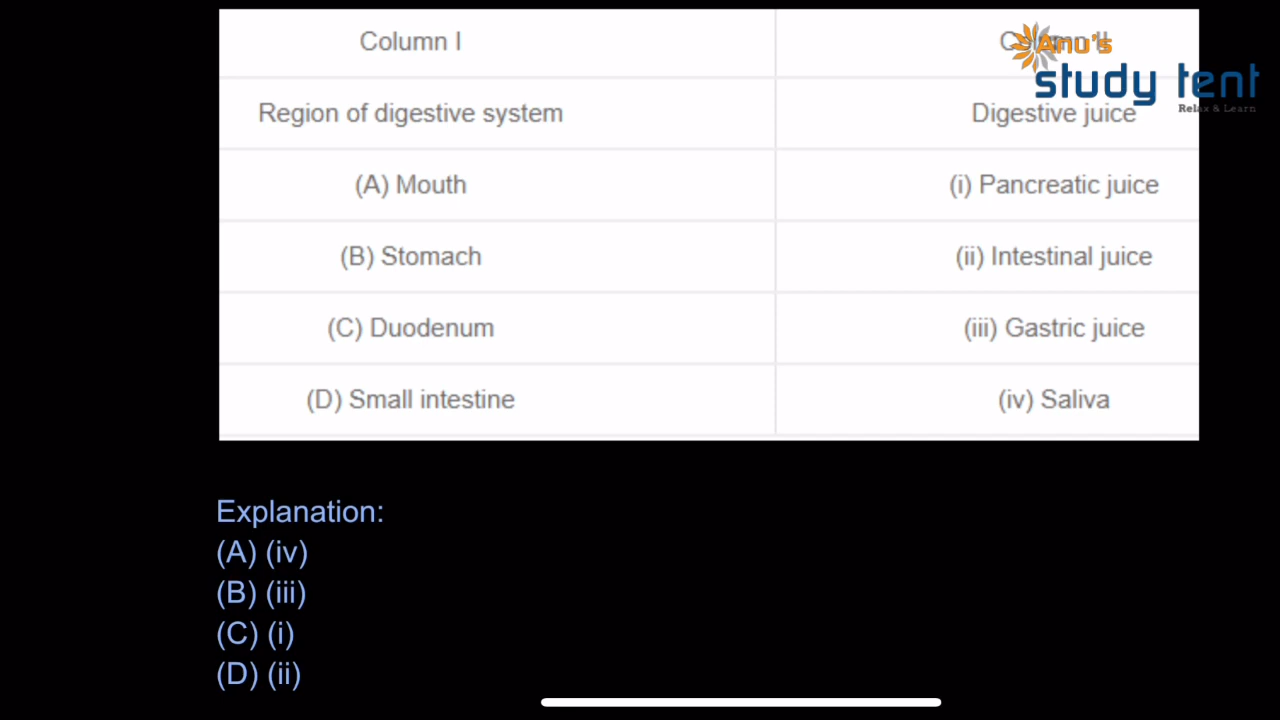 Column I
Anu's
study tent
Relax & Learn
Region of digestive system Digestive juice
(A) Mouth (i) Pancreatic juice
(B) Stomach (ii) Intestinal juice
(C) Duodenum (iii) Gastric juice
(D) Small intestine (iv) Saliva
Explanation:
(A) (iv)
(B) (iii)
(C) (i)
(D) (ii)